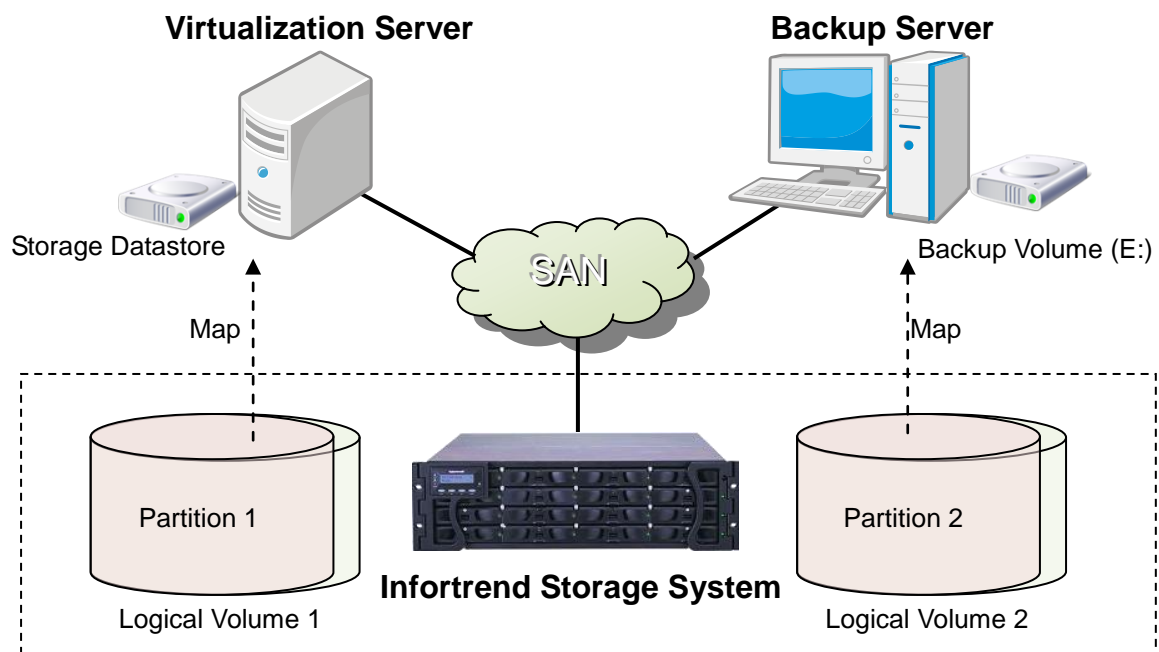 Virtualization Server
Backup Server
Storage Datastore
Backup Volume (E:)
SAN
Map
Map
Partition 1
Partition 2
Infortrend Storage System
Logical Volume 1
Logical Volume 2